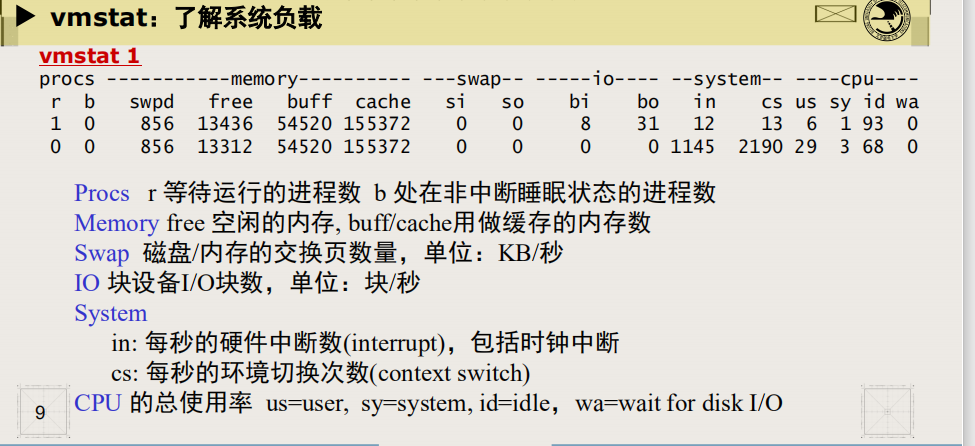 vmstat：了解系统负载
vmstat 1
procs -----------memory---------- ---swap-- -----io---- --system-- ----cpu----
r b swpd free buff cache si so bi bo in cs us sy id wa
1 0 856 13436 54520 155372 0 0 8 31 12 13 6 1 93 0
0 0 856 13312 54520 155372 0 0 0 0 1145 2190 29 3 68 0
Procs r 等待运行的进程数 b 处在非中断睡眠状态的进程数
Memory free 空闲的内存, buff/cache用做缓存的内存数
Swap 磁盘/内存的交换页数量，单位：KB/秒
IO 块设备I/O块数，单位：块/秒
System
in: 每秒的硬件中断数(interrupt)，包括时钟中断
cs: 每秒的环境切换次数(context switch)
CPU 的总使用率 us=user, sy=system, id=idle，wa=wait for disk I/O
9